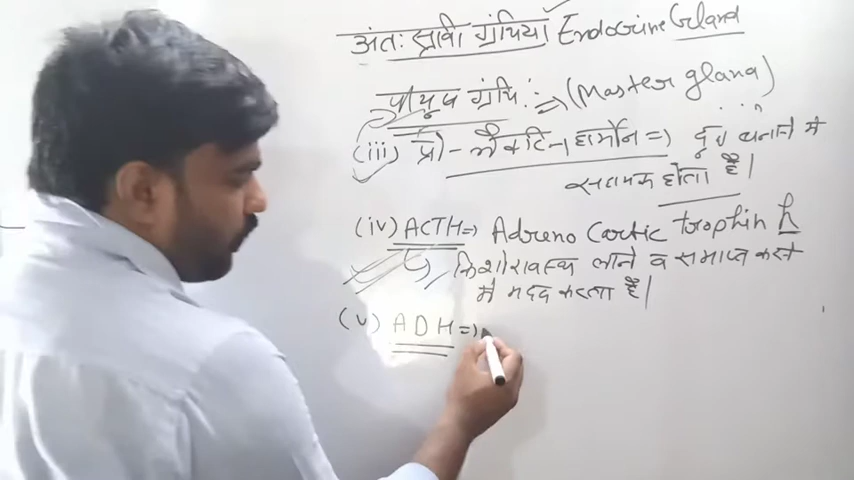 अंतः स्रावी ग्रंथियाँ Endocrine Gland
पीयूष ग्रंथि :⇒ (Master gland)
(iii) प्रो-लैक्टिन हार्मोन ⇒ दूध बनाने में
सहायक होता है।
(iv) ACTH ⇒ Adreno Cortic trophin h
↳ किशोरावस्था लाने व समाप्त करने
में मदद करता है।
(v) ADH ⇒